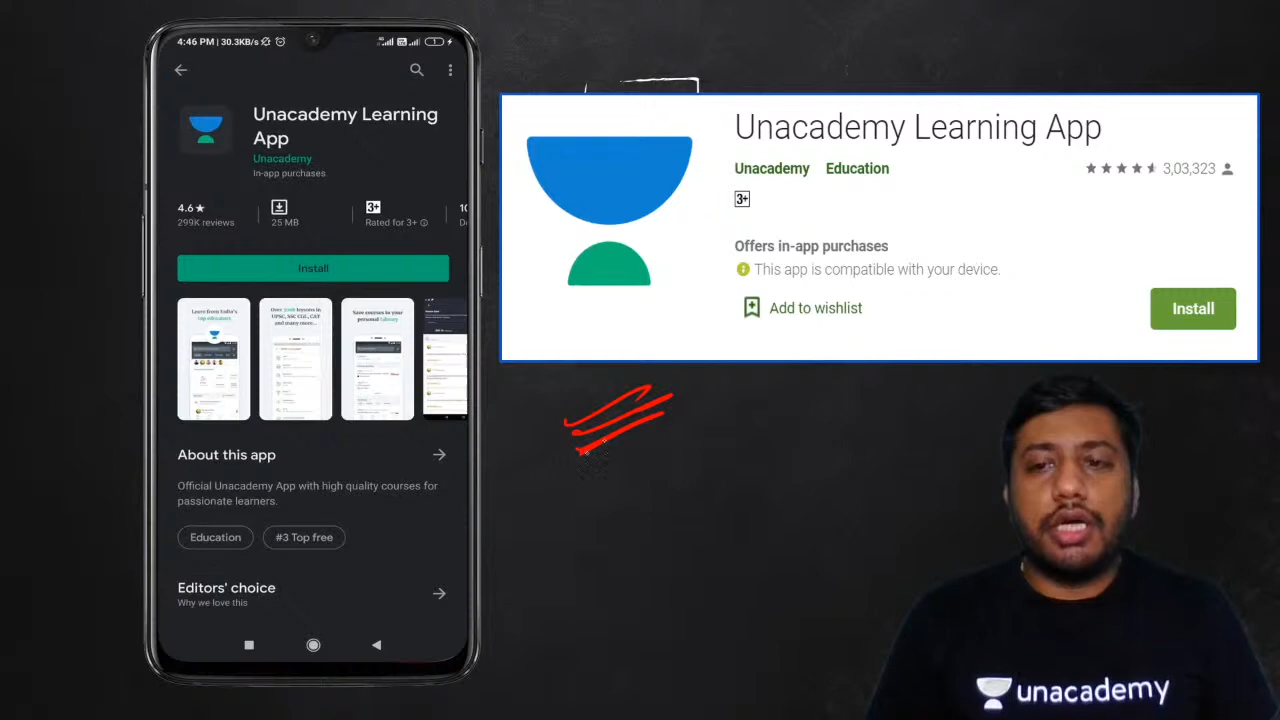 4:46 PM | 30.3KB/s
Unacademy Learning
App
Unacademy
In-app purchases
4.6★
299K reviews
25 MB
3+
Rated for 3+
Install
Learn from India's
top educators
Save courses to your
personal Library
About this app
Official Unacademy App with high quality courses for
passionate learners.
Education
#3 Top free
Editors' choice
Why we love this
Unacademy Learning App
Unacademy Education
3,03,323
3+
Offers in-app purchases
This app is compatible with your device.
Add to wishlist
Install
unacademy